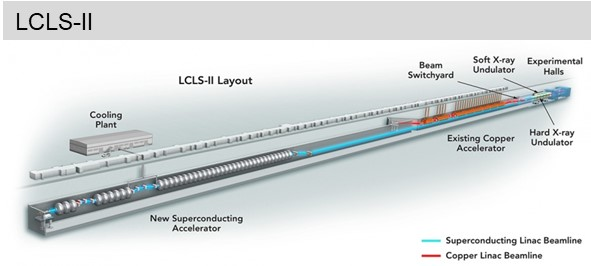 LCLS-II
LCLS-II Layout
Cooling
Plant
Beam
Switchyard
Soft X-ray
Undulator
Experimental
Halls
Existing Copper
Accelerator
Hard X-ray
Undulator
New Superconducting
Accelerator
Superconducting Linac Beamline
Copper Linac Beamline